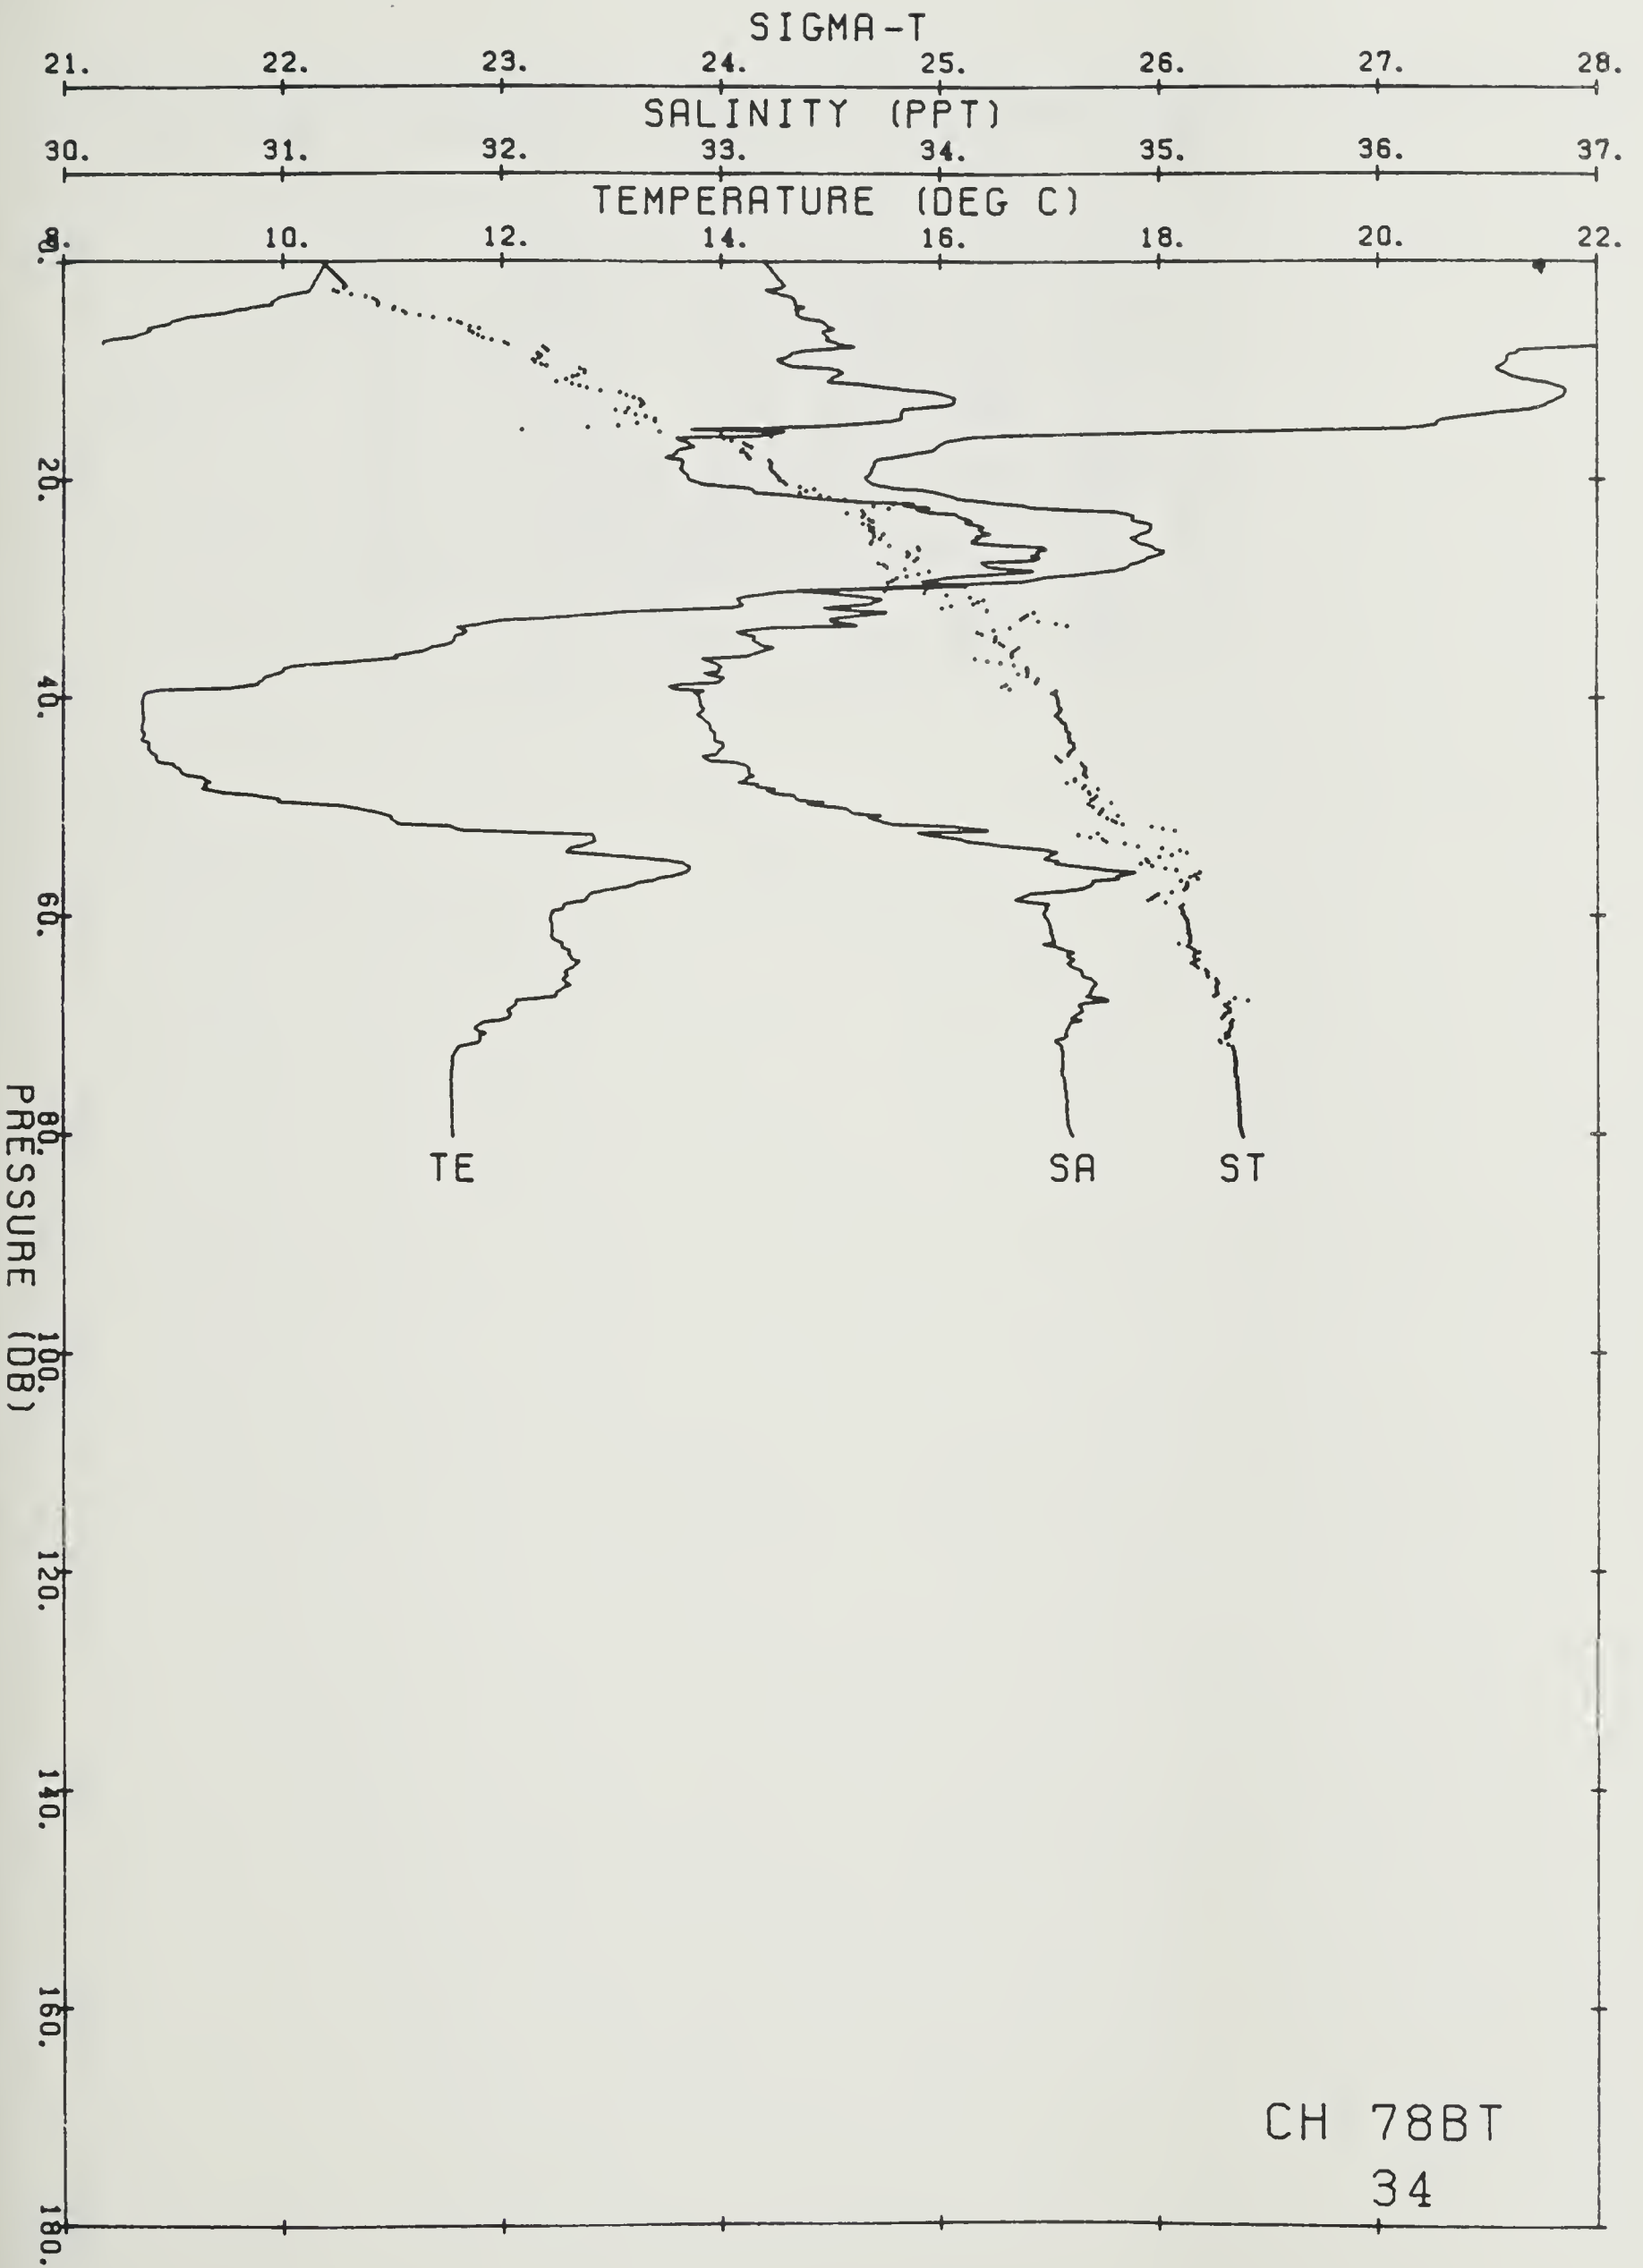 SIGMA-T
21. 22. 23. 24. 25. 26. 27. 28.
SALINITY (PPT)
30. 31. 32. 33. 34. 35. 36. 37.
TEMPERATURE (DEG C)
8. 10. 12. 14. 16. 18. 20. 22.
0.
20.
40.
60.
80.
100.
120.
140.
160.
180.
PRESSURE (DB)
TE SA ST
CH 78BT
34